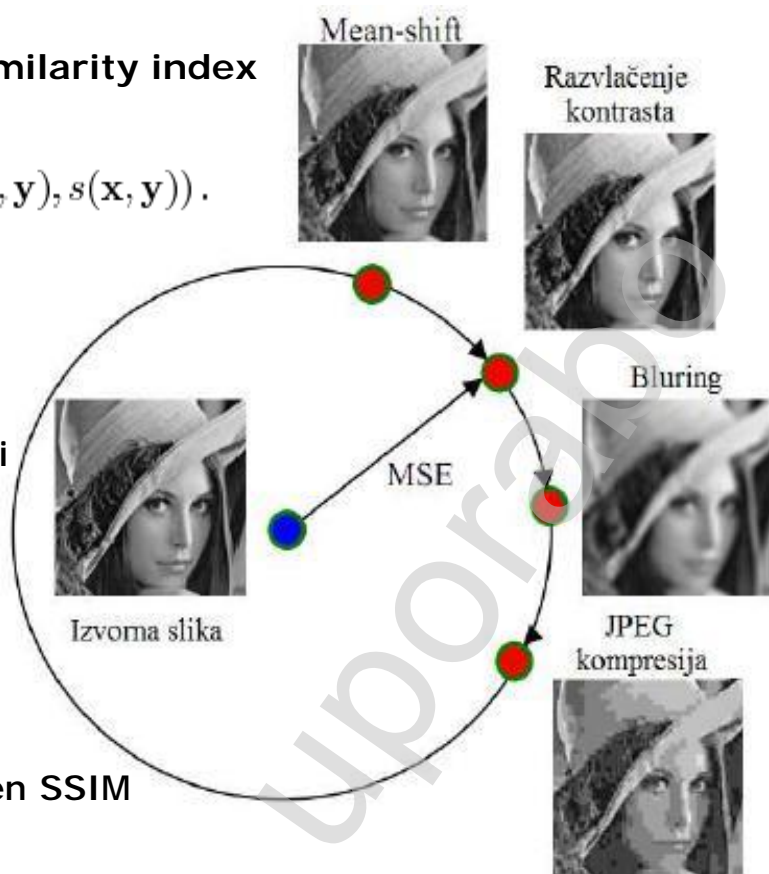 Mean-shift
milarity index
Razvlačenje
kontrasta
, y), s(x, y)) .
Bluring
i
MSE
Izvorna slika
JPEG
kompresija
en SSIM
uporabo